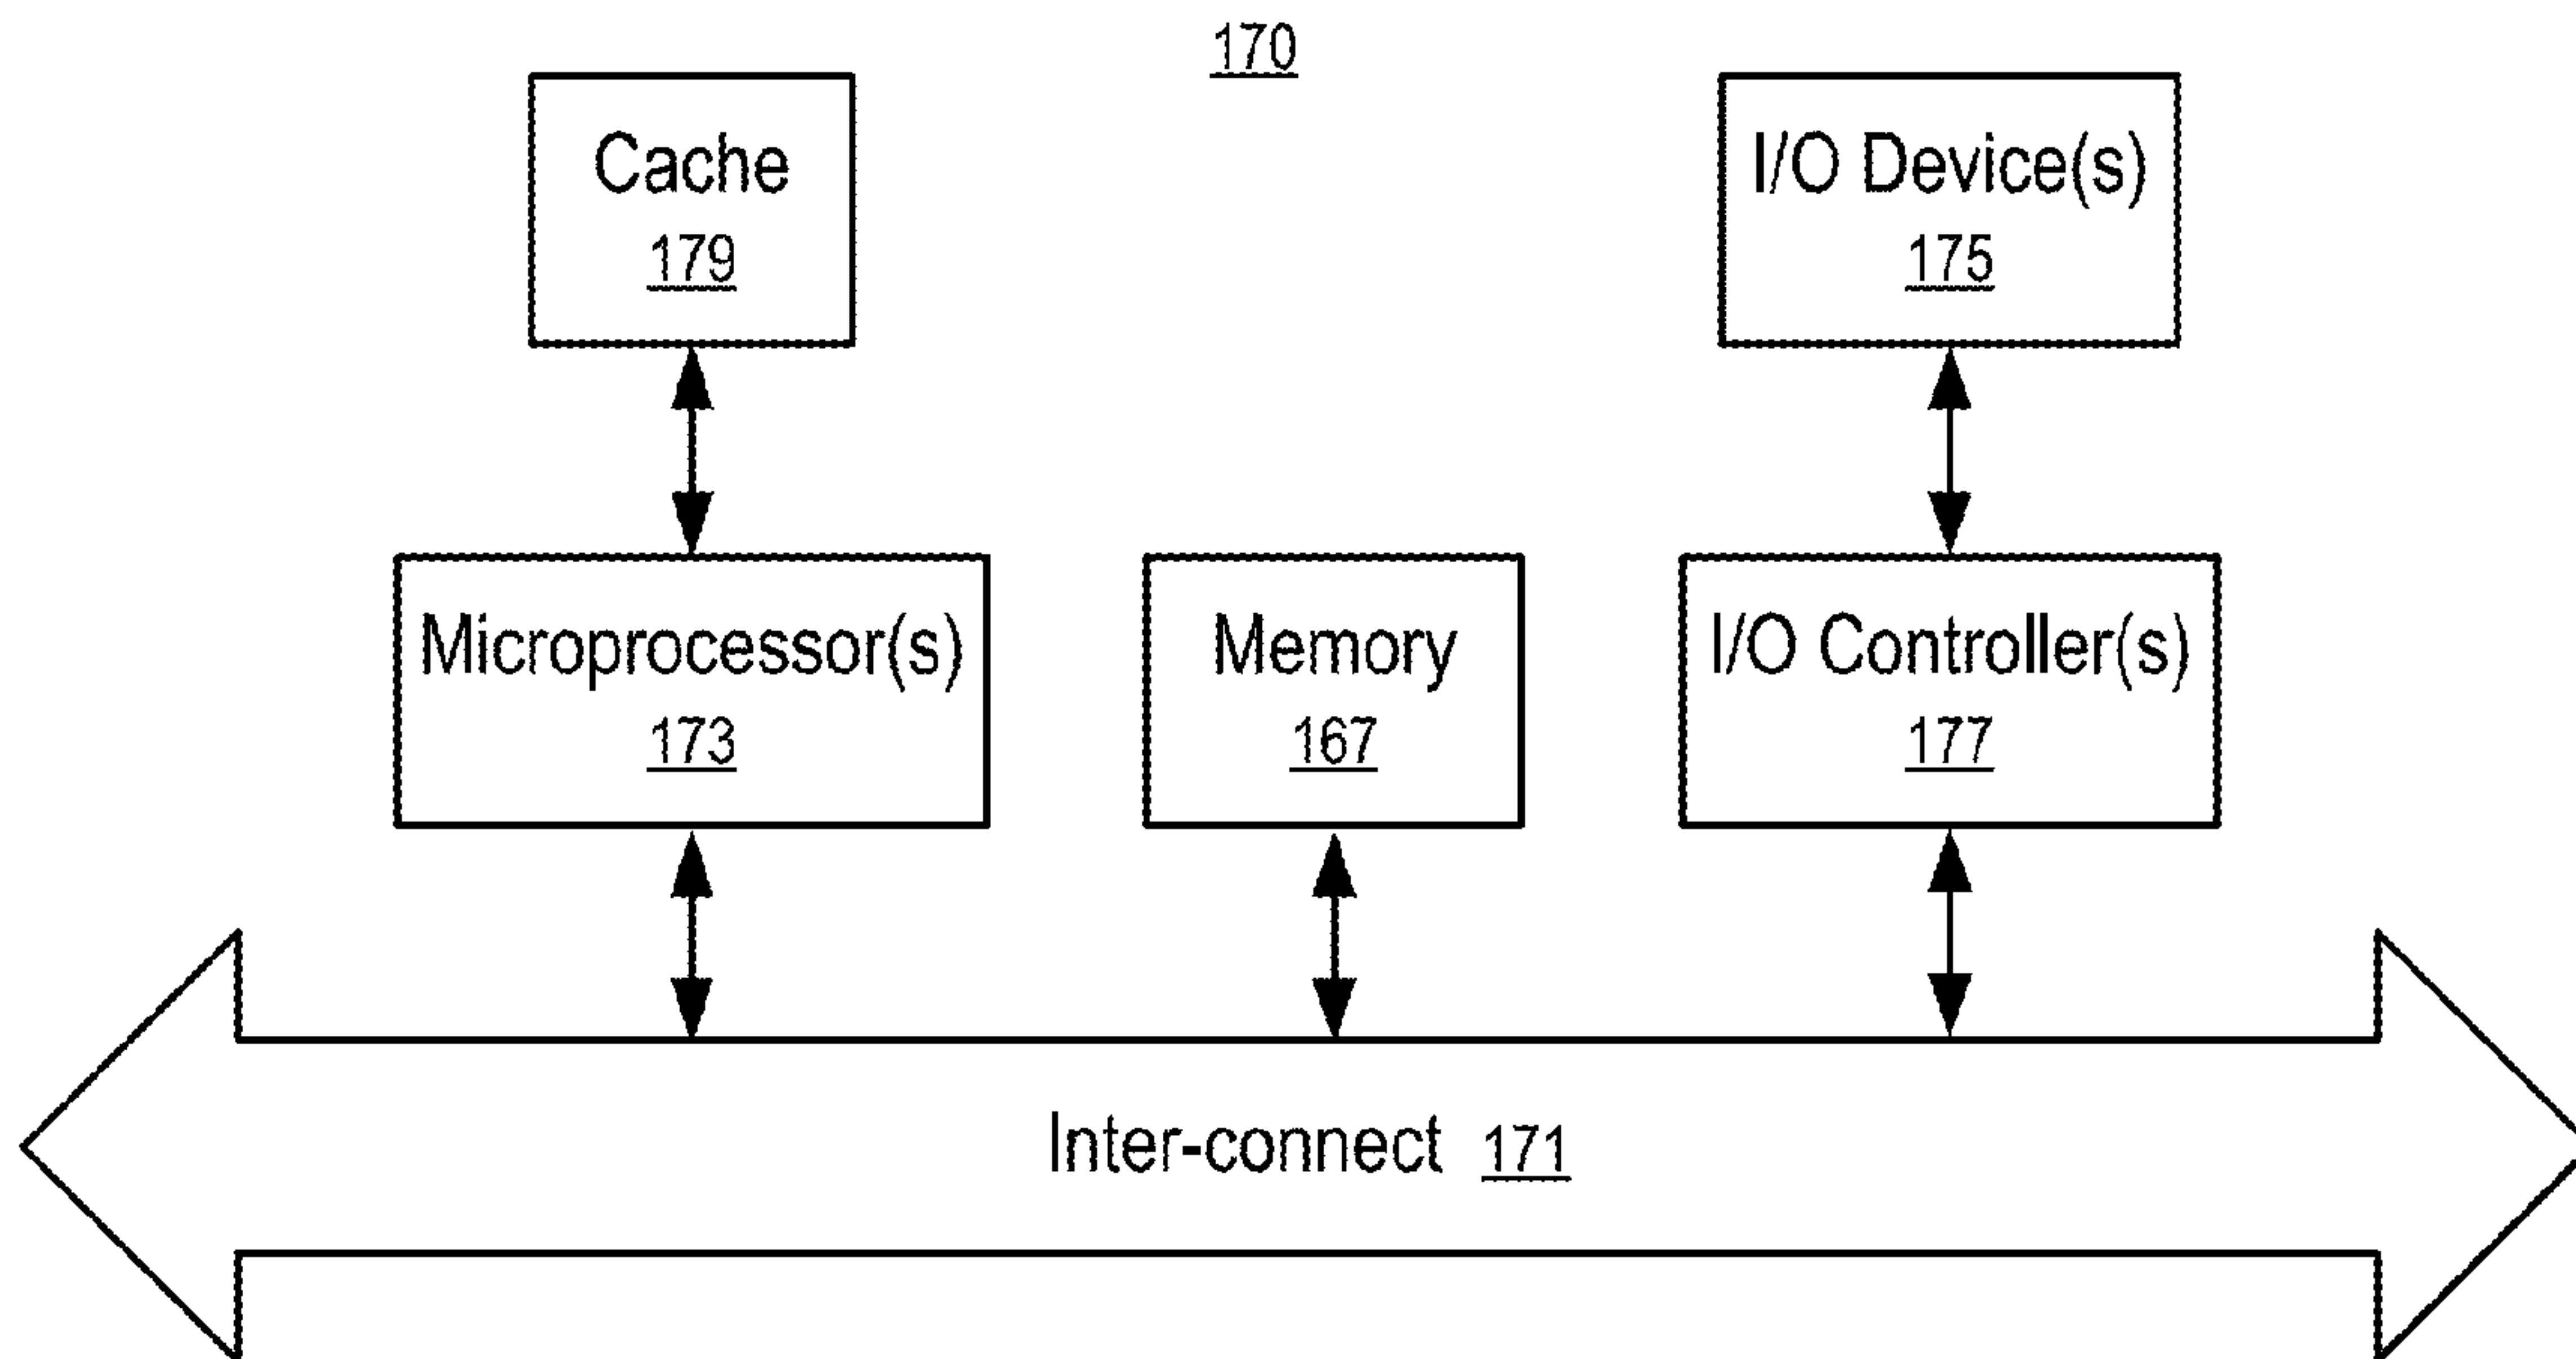 170
Cache
179
I/O Device(s)
175
Microprocessor(s)
173
Memory
167
I/O Controller(s)
177
Inter-connect 171